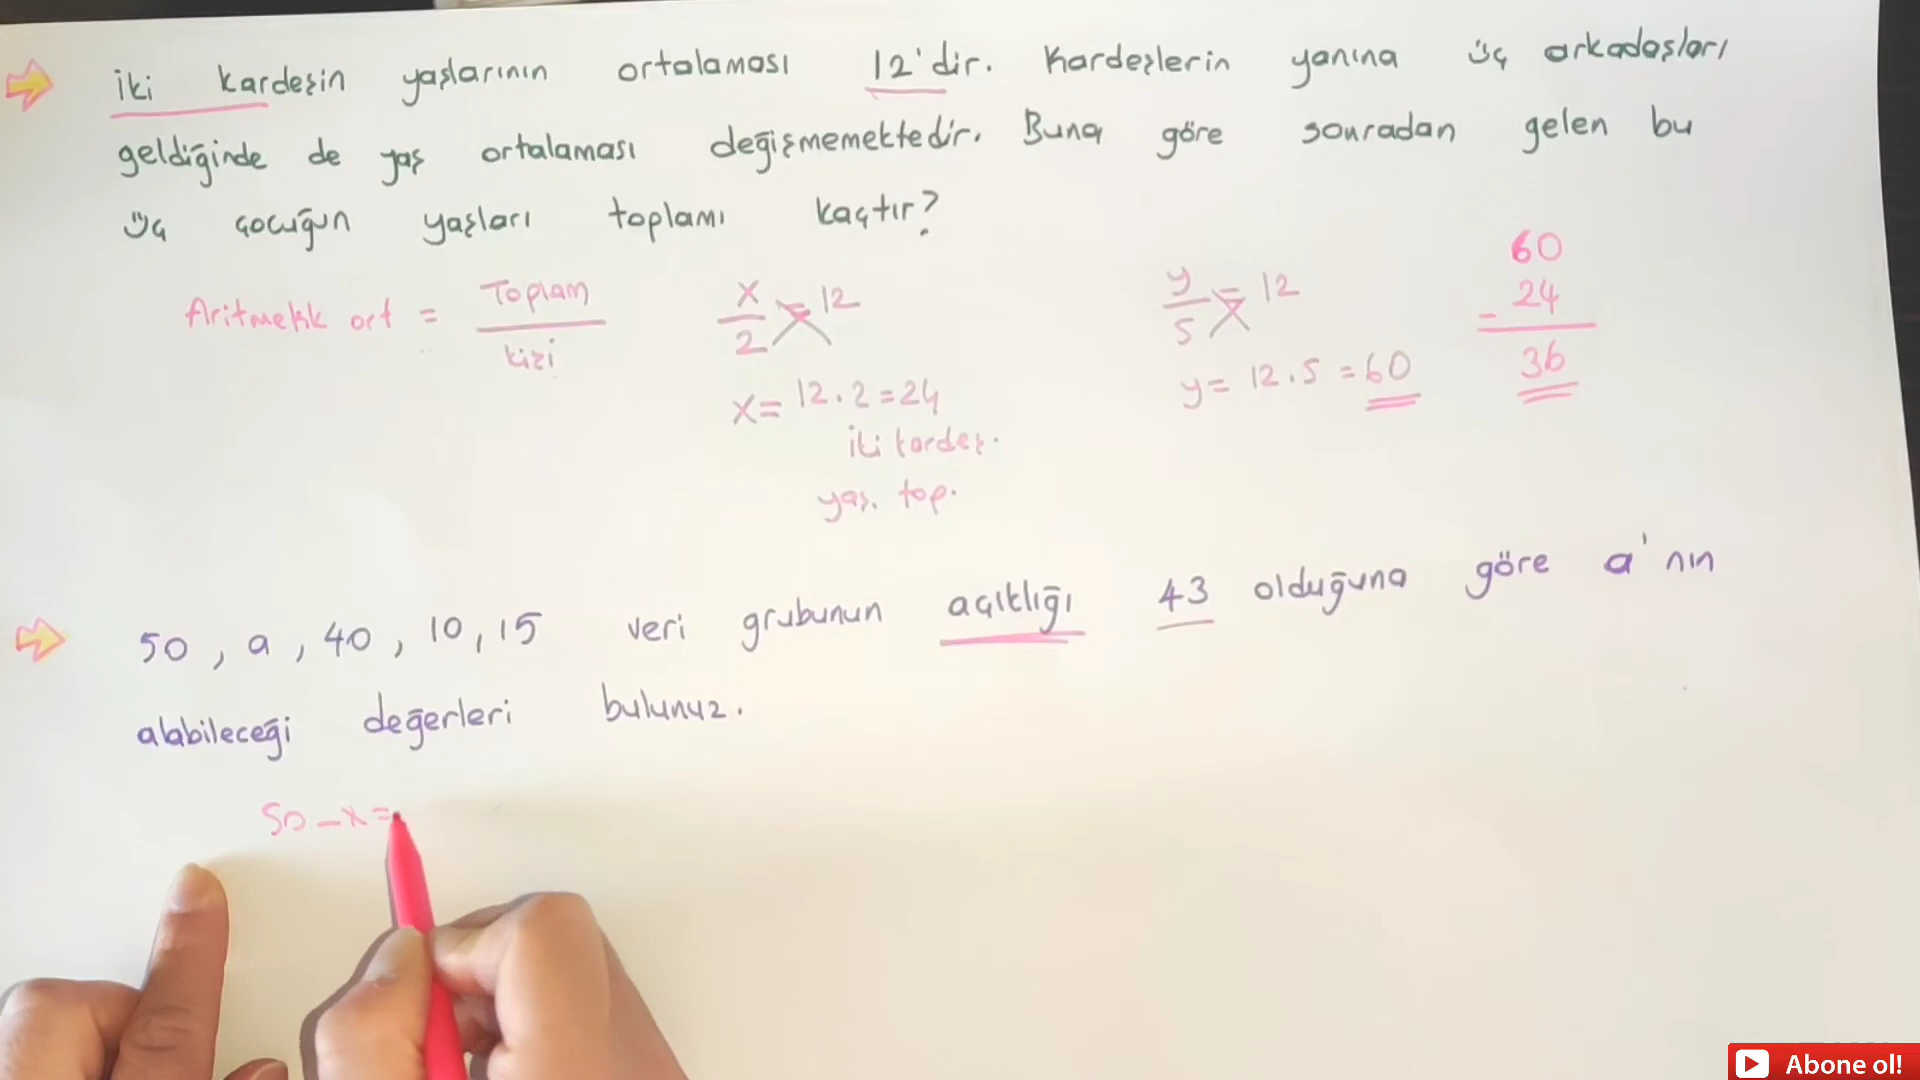 İki kardeşin yaşlarının ortalaması 12'dir. Kardeşlerin yanına üç arkadaşları
geldiğinde de yaş ortalaması değişmemektedir. Buna göre sonradan gelen bu
üç çocuğun yaşları toplamı kaçtır?
Aritmetik ort = Toplam / kişi
x / 2 = 12
x = 12.2 = 24
iki kardeş.
yaş. top.
y / 5 = 12
y = 12.5 = 60
60
- 24
36
50, a, 40, 10, 15 veri grubunun açıklığı 43 olduğuna göre a'nın
alabileceği değerleri bulunuz.
50 - x =
Abone ol!